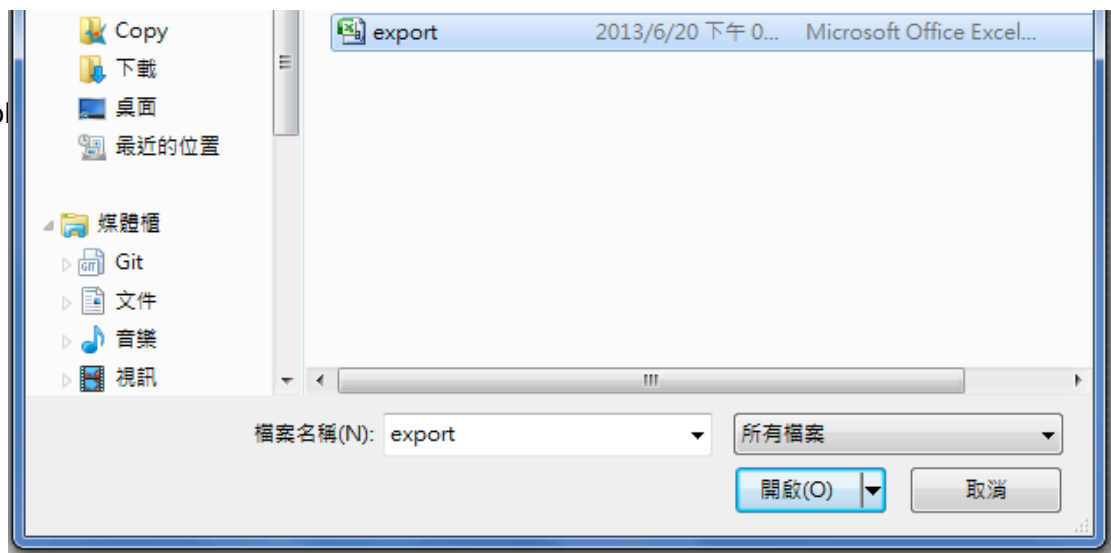 Copy
export 2013/6/20 下午 0... Microsoft Office Excel...
下載
桌面
最近的位置
媒體櫃
Git
文件
音樂
視訊
檔案名稱(N): export 所有檔案
開啟(O) 取消